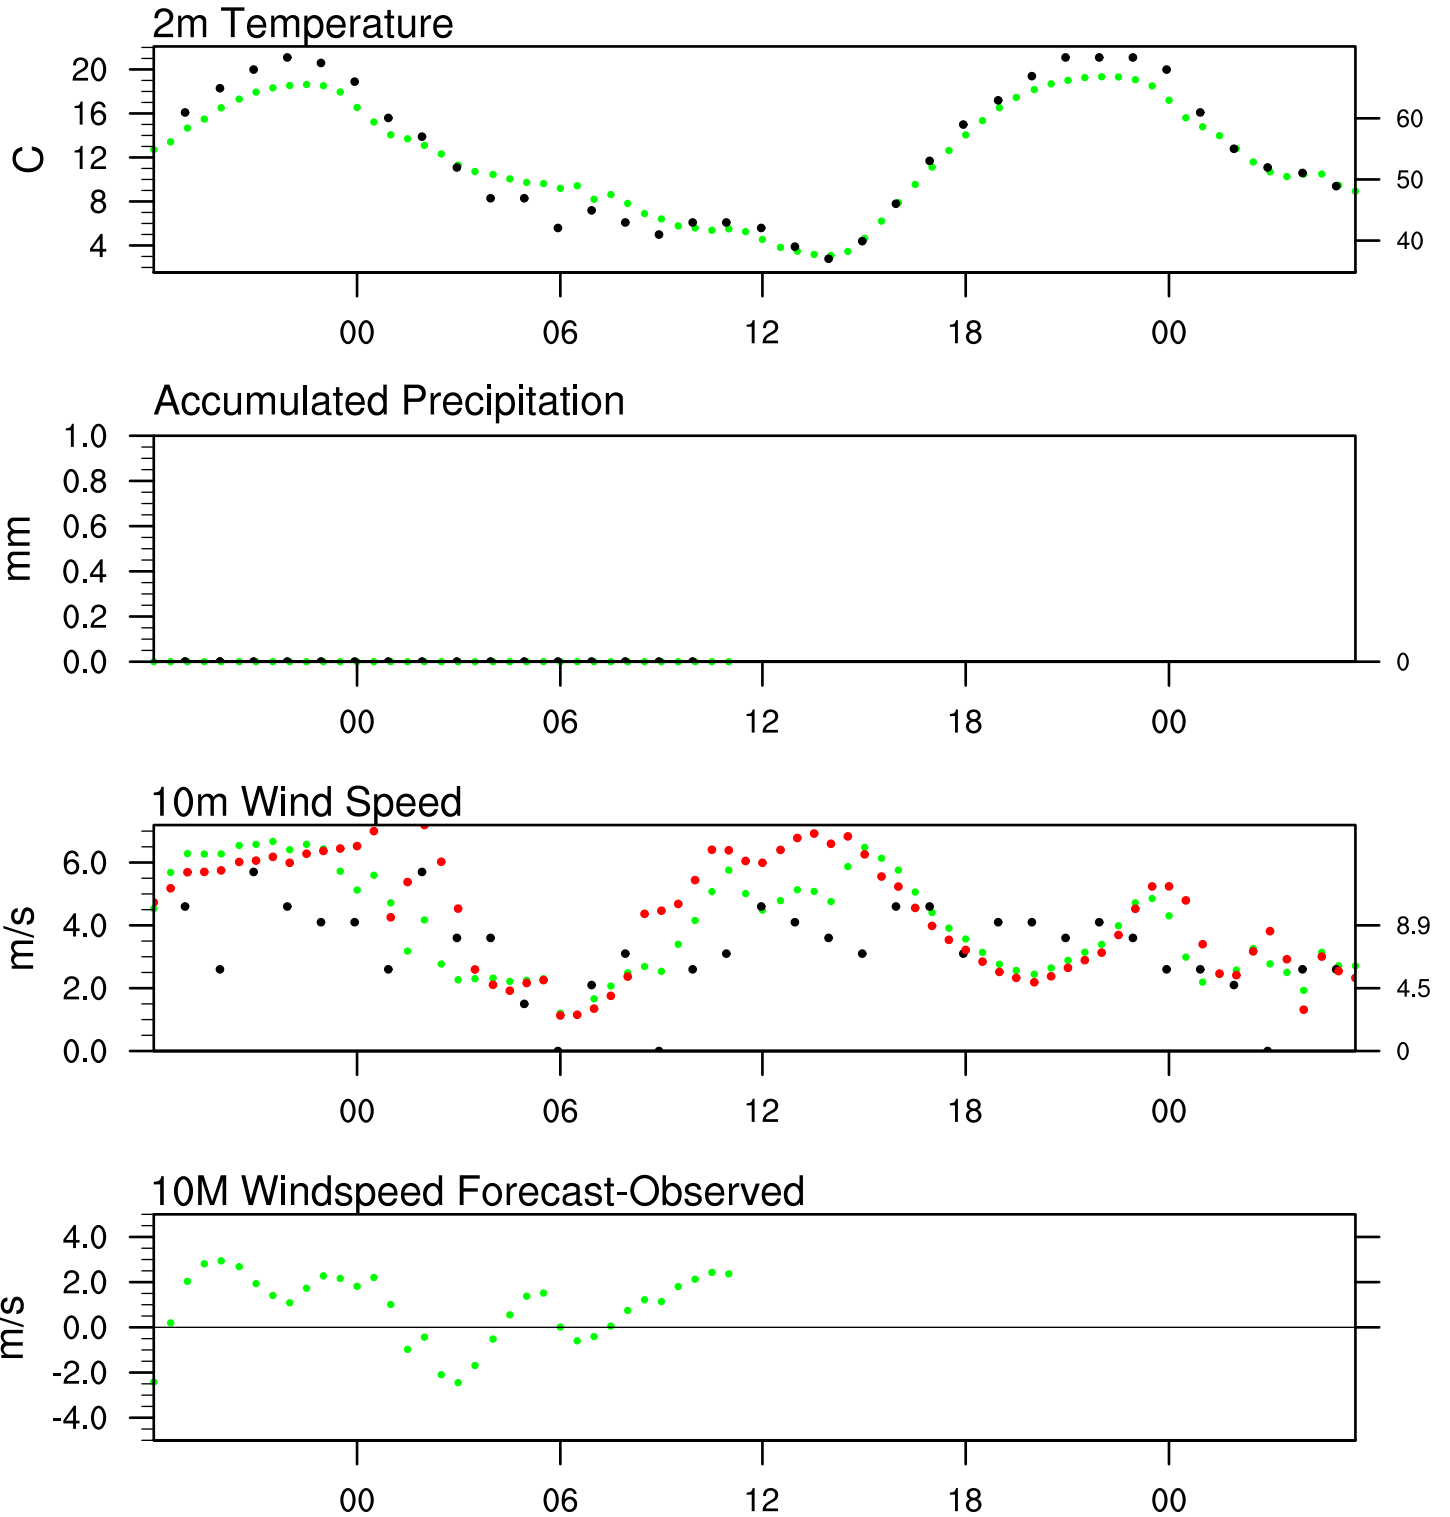 2m Temperature
20
16
12
8
4
C
60
50
40
00 06 12 18 00
Accumulated Precipitation
1.0
0.8
0.6
0.4
0.2
0.0
mm
0
00 06 12 18 00
10m Wind Speed
6.0
4.0
2.0
0.0
m/s
8.9
4.5
0
00 06 12 18 00
10M Windspeed Forecast-Observed
4.0
2.0
0.0
-2.0
-4.0
m/s
00 06 12 18 00